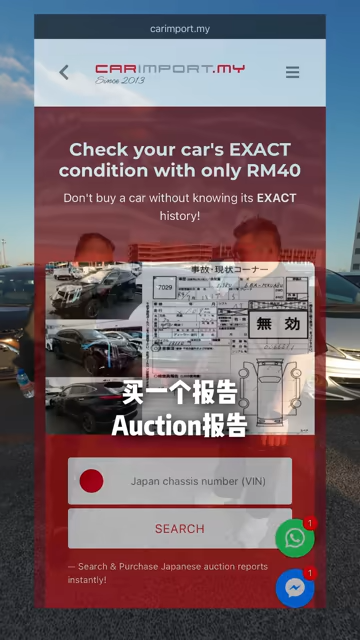 carimport.my
CARIMPORT.MY
Since 2013
Check your car's EXACT
condition with only RM40
Don't buy a car without knowing its EXACT
history!
事故・現状コーナー
7029
無効
买一个报告
Auction报告
Japan chassis number (VIN)
SEARCH
1
— Search & Purchase Japanese auction reports
instantly!
1